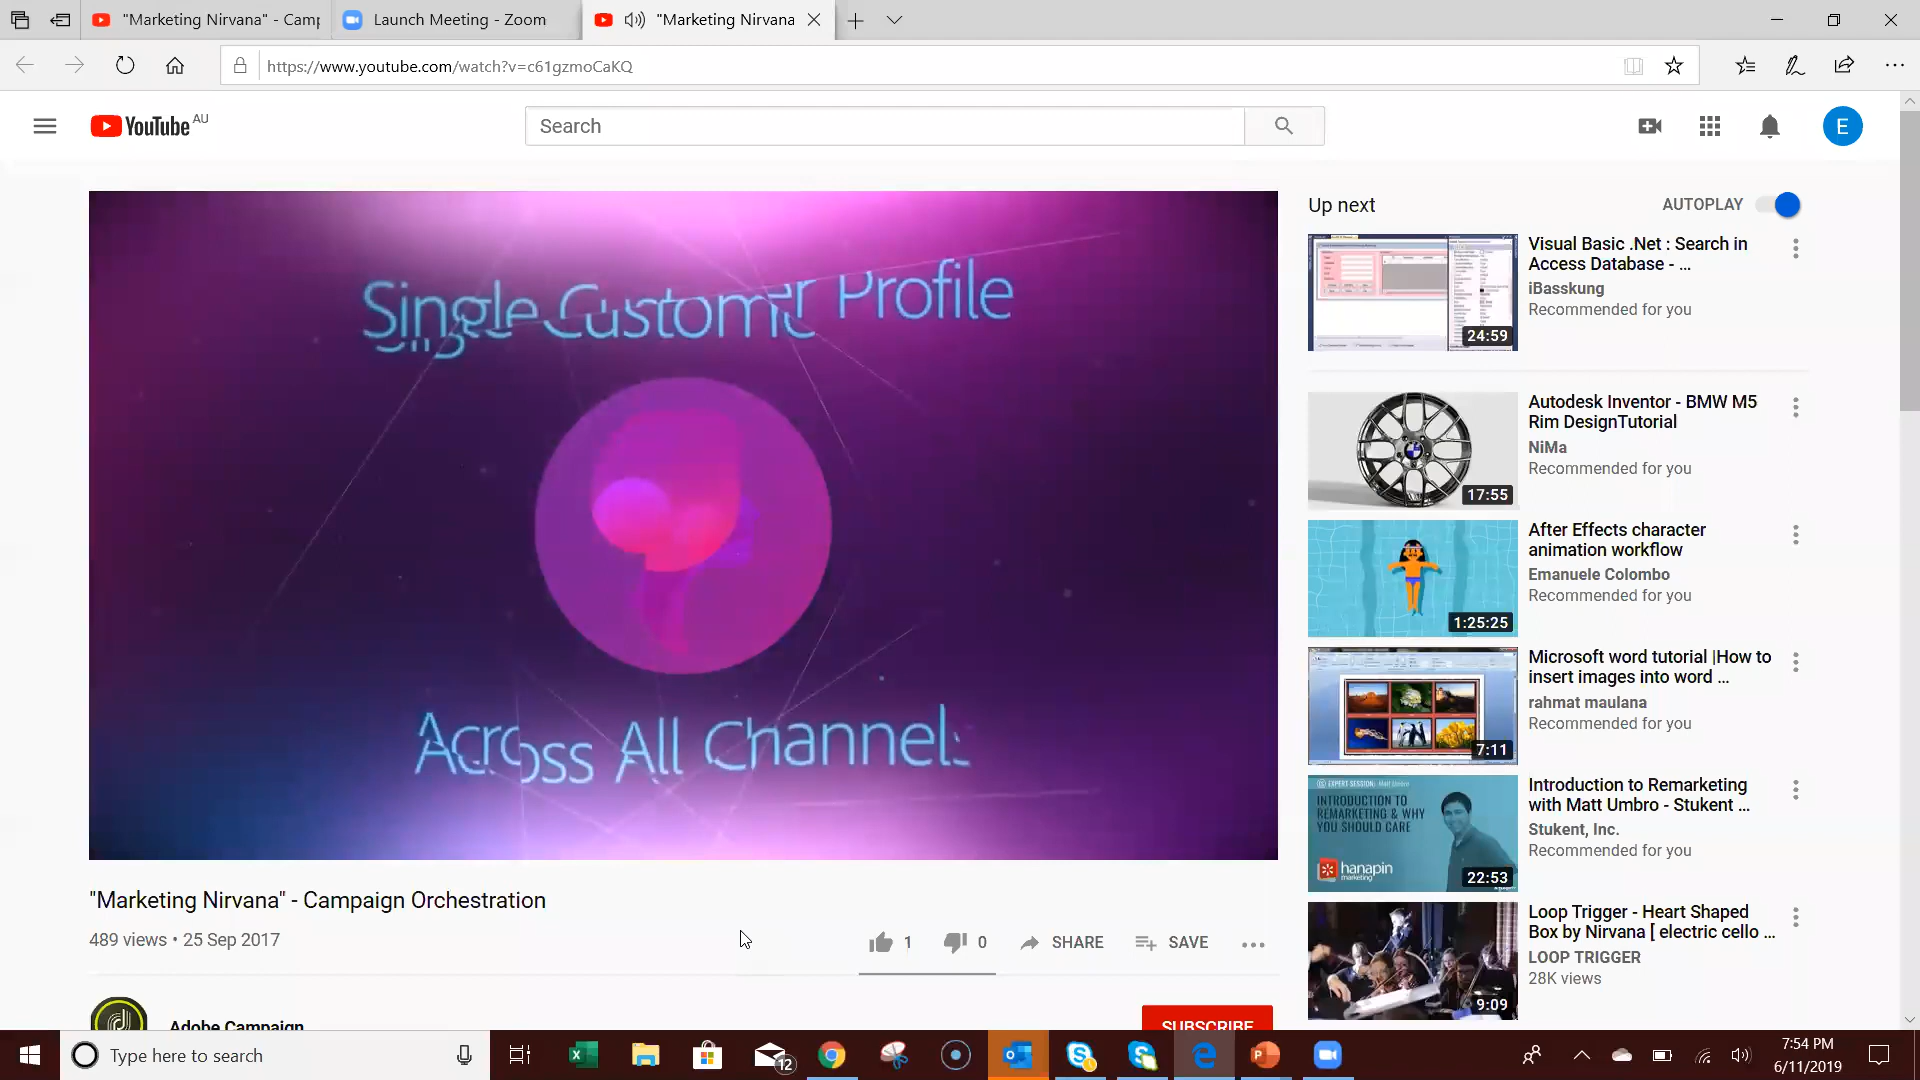 "Marketing Nirvana" - Camp
Launch Meeting - Zoom
"Marketing Nirvana
https://www.youtube.com/watch?v=c61gzmoCaKQ
YouTube AU
Search
E
Single Customer Profile
Across All Channels
"Marketing Nirvana" - Campaign Orchestration
489 views • 25 Sep 2017
1
0
SHARE
SAVE
Adobe Campaign
SUBSCRIBE
Up next
AUTOPLAY
24:59
Visual Basic .Net : Search in
Access Database - ...
iBasskung
Recommended for you
17:55
Autodesk Inventor - BMW M5
Rim DesignTutorial
NiMa
Recommended for you
1:25:25
After Effects character
animation workflow
Emanuele Colombo
Recommended for you
7:11
Microsoft word tutorial |How to
insert images into word ...
rahmat maulana
Recommended for you
EXPERT SESSION: Matt Umbro
INTRODUCTION TO
REMARKETING & WHY
YOU SHOULD CARE
hanapin
marketing
22:53
Introduction to Remarketing
with Matt Umbro - Stukent ...
Stukent, Inc.
Recommended for you
9:09
Loop Trigger - Heart Shaped
Box by Nirvana [ electric cello ...
LOOP TRIGGER
28K views
Type here to search
12
7:54 PM
6/11/2019